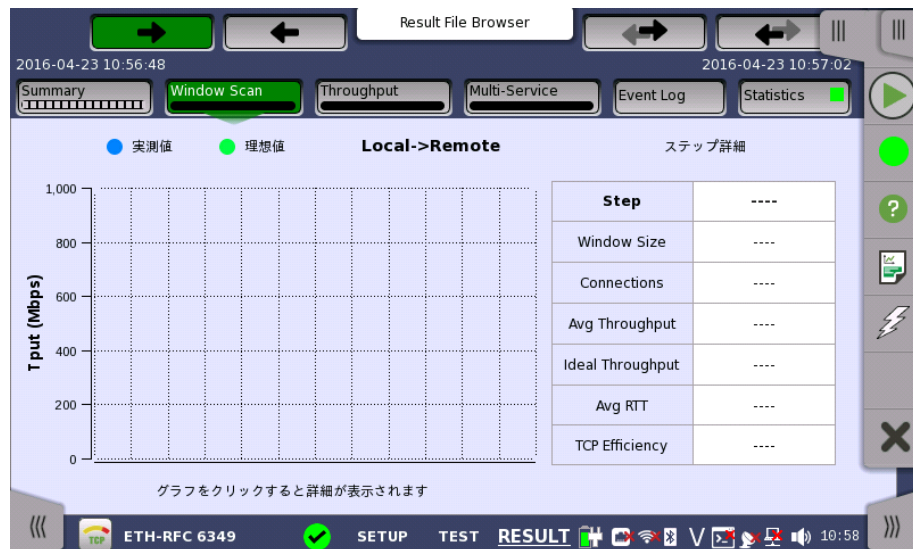 Result File Browser
2016-04-23 10:56:48
2016-04-23 10:57:02
Summary
Window Scan
Throughput
Multi-Service
Event Log
Statistics
実測値
理想値
Local->Remote
ステップ詳細
Tput (Mbps)
1,000
800
600
400
200
0
Step ----
Window Size ----
Connections ----
Avg Throughput ----
Ideal Throughput ----
Avg RTT ----
TCP Efficiency ----
グラフをクリックすると詳細が表示されます
TCP
ETH-RFC 6349
SETUP
TEST
RESULT
10:58